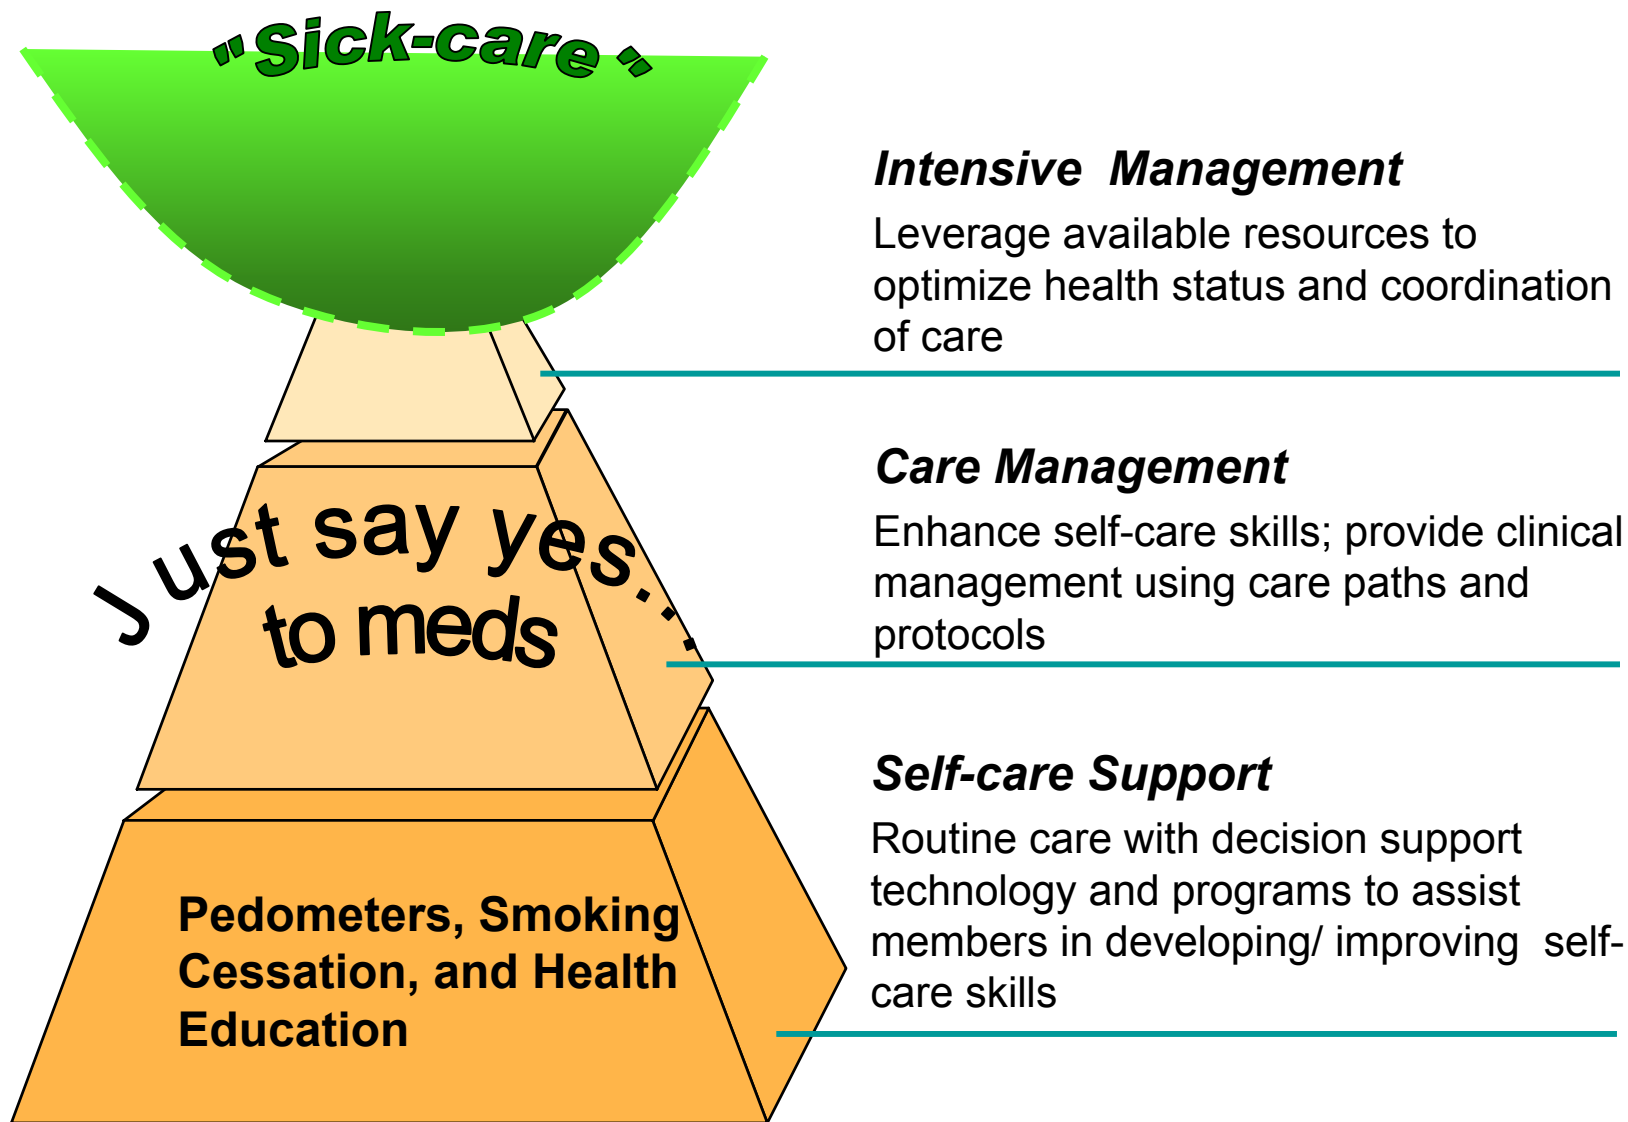 "Sick-care"
Intensive Management
Leverage available resources to
optimize health status and coordination
of care
Just say yes...
to meds
Care Management
Enhance self-care skills; provide clinical
management using care paths and
protocols
Pedometers, Smoking
Cessation, and Health
Education
Self-care Support
Routine care with decision support
technology and programs to assist
members in developing/ improving self-
care skills